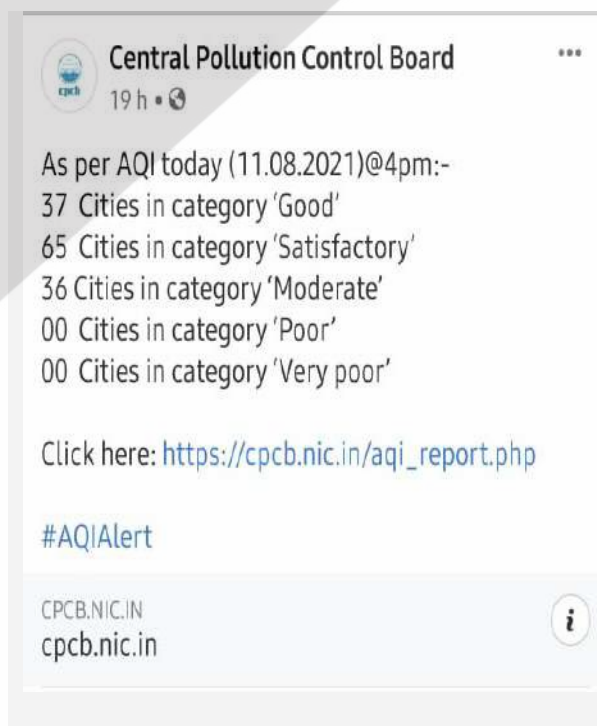 Central Pollution Control Board
cpcb
19 h
As per AQI today (11.08.2021)@4pm:-
37 Cities in category 'Good'
65 Cities in category 'Satisfactory'
36 Cities in category 'Moderate'
00 Cities in category 'Poor'
00 Cities in category 'Very poor'
Click here: https://cpcb.nic.in/aqi_report.php
#AQIAlert
CPCB.NIC.IN
cpcb.nic.in
i